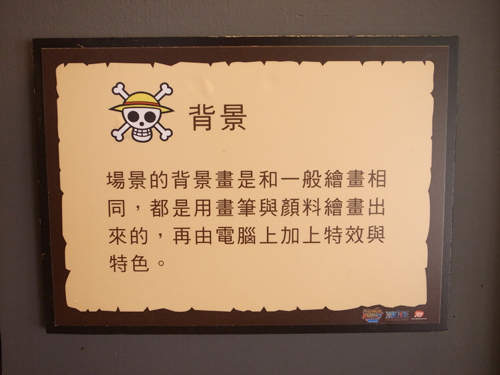 背景
場景的背景畫是和一般繪畫相
同，都是用畫筆與顏料繪畫出
來的，再由電腦上加上特效與
特色。